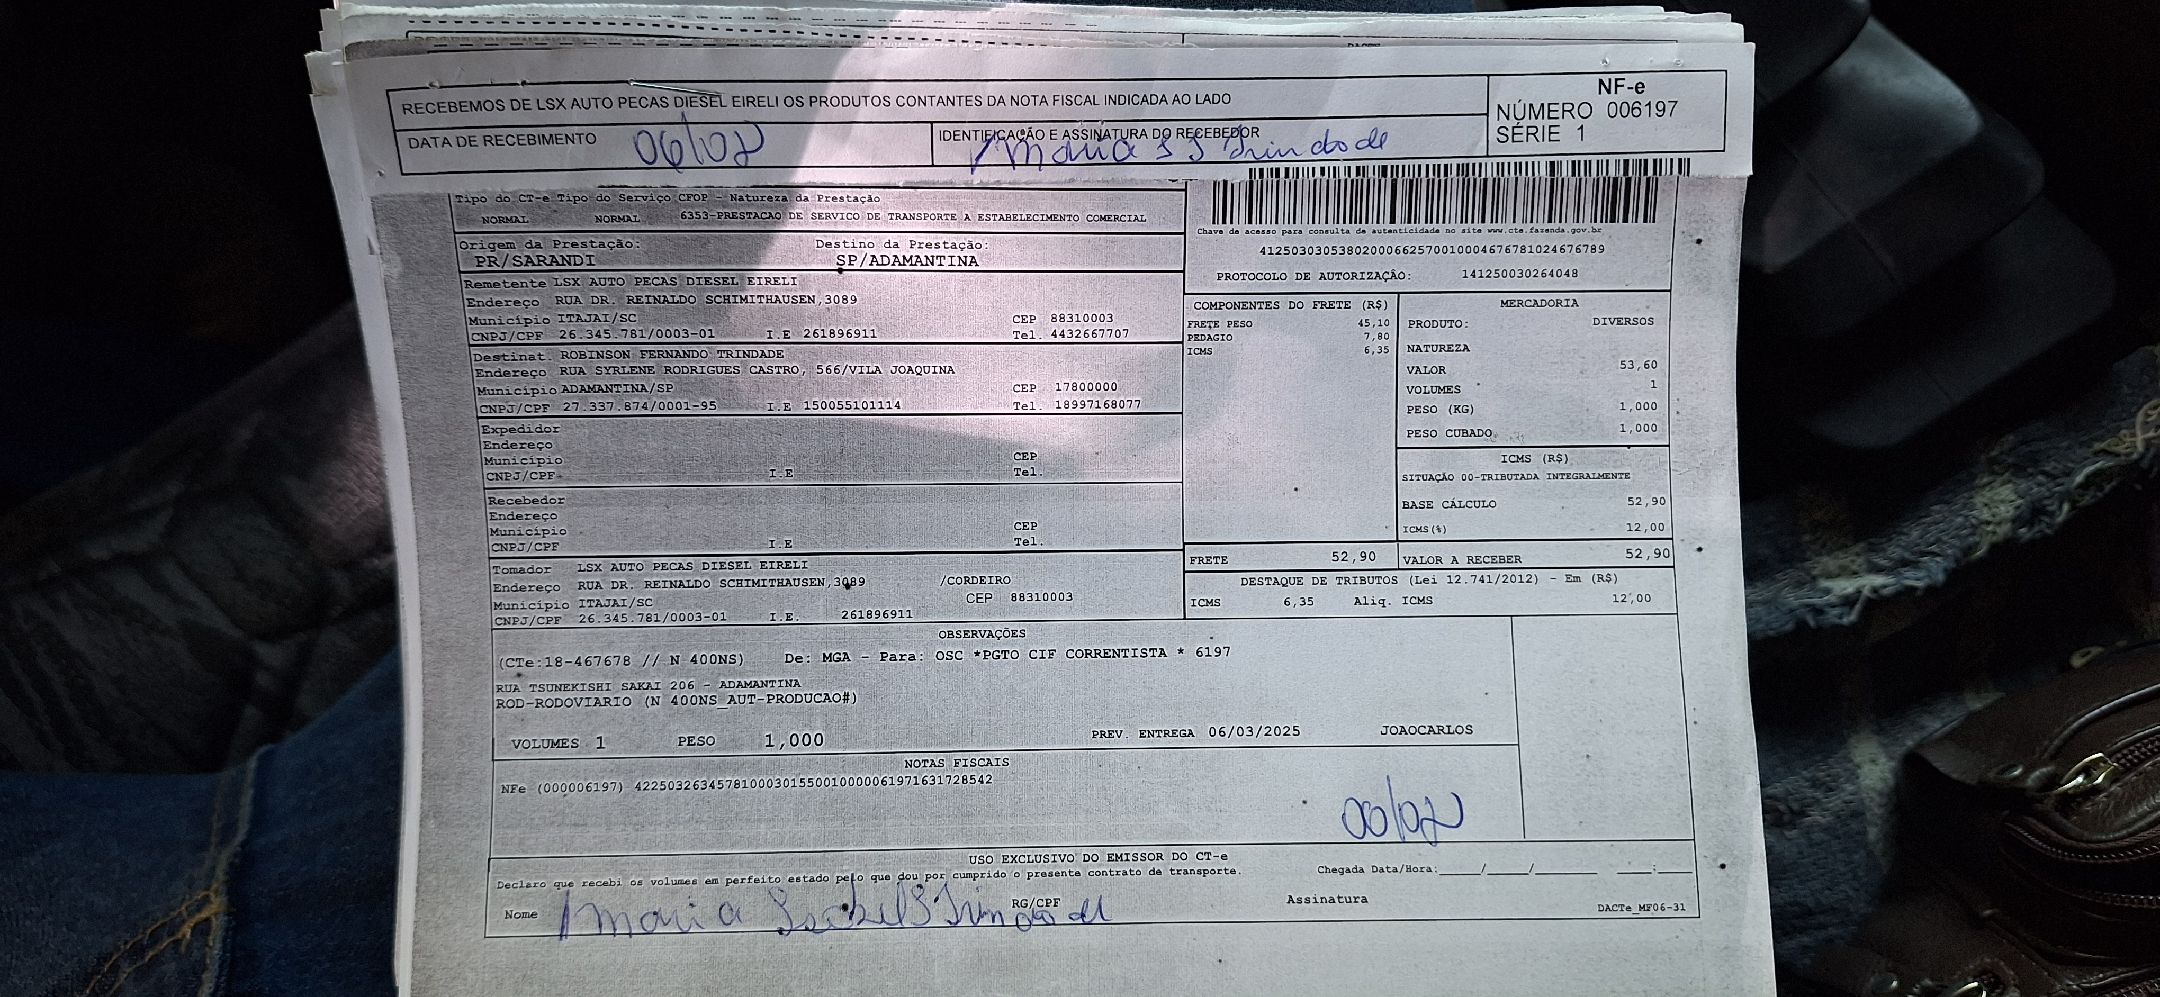 RECEBEMOS DE LSX AUTO PECAS DIESEL EIRELI OS PRODUTOS CONTANTES DA NOTA FISCAL INDICADA AO LADO
NF-e
NÚMERO 006197
SÉRIE 1
DATA DE RECEBIMENTO 06/02
IDENTIFICAÇÃO E ASSINATURA DO RECEBEDOR
Maria I S Trindade
Tipo do CT-e Tipo do Serviço CFOP - Natureza da Prestação
NORMAL NORMAL 6353-PRESTACAO DE SERVICO DE TRANSPORTE A ESTABELECIMENTO COMERCIAL
Origem da Prestação: Destino da Prestação:
PR/SARANDI SP/ADAMANTINA
Chave de acesso para consulta de autenticidade no site www.cte.fazenda.gov.br
41250303053802000662570010004676781024676789
PROTOCOLO DE AUTORIZAÇÃO: 141250030264048
Remetente LSX AUTO PECAS DIESEL EIRELI
Endereço RUA DR. REINALDO SCHIMITHAUSEN,3089
Município ITAJAI/SC CEP 88310003
CNPJ/CPF 26.345.781/0003-01 I.E 261896911 Tel. 4432667707
Destinat. ROBINSON FERNANDO TRINDADE
Endereço RUA SYRLENE RODRIGUES CASTRO, 566/VILA JOAQUINA
Município ADAMANTINA/SP CEP 17800000
CNPJ/CPF 27.337.874/0001-95 I.E 150055101114 Tel. 18997168077
Expedidor
Endereço
Município CEP
CNPJ/CPF I.E Tel.
Recebedor
Endereço
Município CEP
CNPJ/CPF I.E Tel.
Tomador LSX AUTO PECAS DIESEL EIRELI
Endereço RUA DR. REINALDO SCHIMITHAUSEN,3089 /CORDEIRO
Município ITAJAI/SC CEP 88310003
CNPJ/CPF 26.345.781/0003-01 I.E. 261896911
COMPONENTES DO FRETE (R$)
FRETE PESO 45,10
PEDAGIO 7,80
ICMS 6,35
MERCADORIA
PRODUTO: DIVERSOS
NATUREZA
VALOR 53,60
VOLUMES 1
PESO (KG) 1,000
PESO CUBADO 1,000
ICMS (R$)
SITUAÇÃO 00-TRIBUTADA INTEGRALMENTE
BASE CÁLCULO 52,90
ICMS(%) 12,00
FRETE 52,90 VALOR A RECEBER 52,90
DESTAQUE DE TRIBUTOS (Lei 12.741/2012) - Em (R$)
ICMS 6,35 Aliq. ICMS 12,00
OBSERVAÇÕES
(CTe:18-467678 // N 400NS) De: MGA - Para: OSC *PGTO CIF CORRENTISTA * 6197
RUA TSUNEKISHI SAKAI 206 - ADAMANTINA
ROD-RODOVIARIO (N 400NS_AUT-PRODUCAO#)
VOLUMES 1 PESO 1,000 PREV. ENTREGA 06/03/2025 JOAOCARLOS
NOTAS FISCAIS
NFe (000006197) 42250326345781000301550010000061971631728542
06/02
USO EXCLUSIVO DO EMISSOR DO CT-e
Declaro que recebi os volumes em perfeito estado pelo que dou por cumprido o presente contrato de transporte. Chegada Data/Hora:____/____/______ ____:____
Nome Maria Isabel S Trindade RG/CPF Assinatura
DACTe_MF06-31